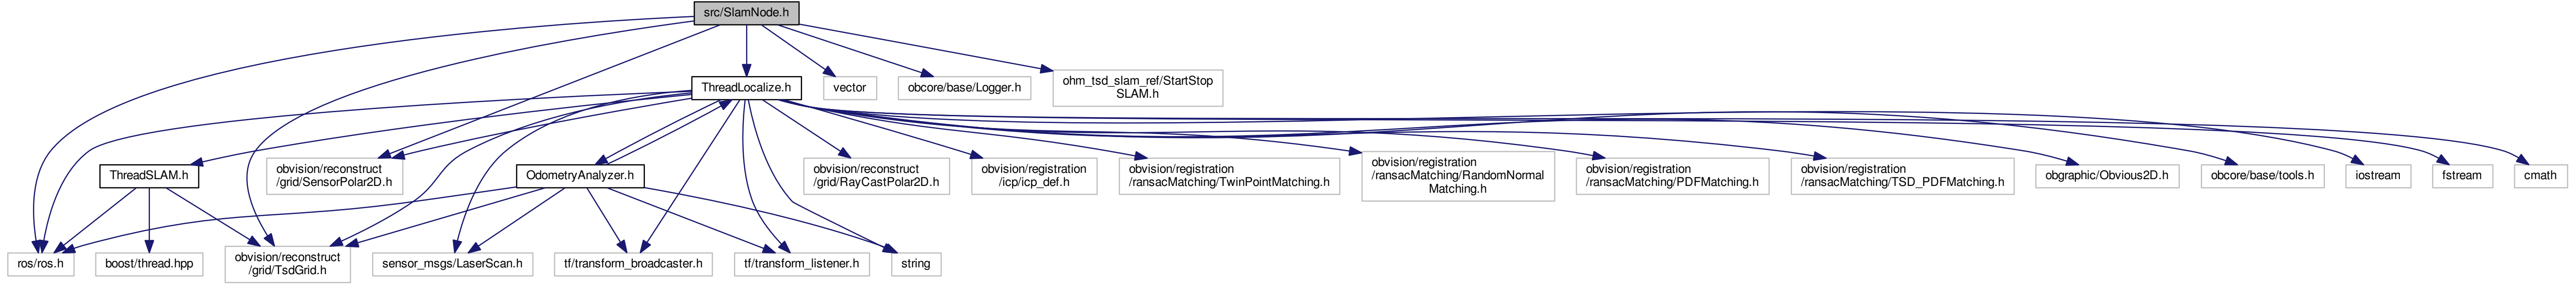 src/SlamNode.h
ThreadLocalize.h
vector
obcore/base/Logger.h
ohm_tsd_slam_ref/StartStop
SLAM.h
ThreadSLAM.h
obvision/reconstruct
/grid/SensorPolar2D.h
OdometryAnalyzer.h
obvision/reconstruct
/grid/RayCastPolar2D.h
obvision/registration
/icp/icp_def.h
obvision/registration
/ransacMatching/TwinPointMatching.h
obvision/registration
/ransacMatching/RandomNormal
Matching.h
obvision/registration
/ransacMatching/PDFMatching.h
obvision/registration
/ransacMatching/TSD_PDFMatching.h
obgraphic/Obvious2D.h
obcore/base/tools.h
iostream
fstream
cmath
ros/ros.h
boost/thread.hpp
obvision/reconstruct
/grid/TsdGrid.h
sensor_msgs/LaserScan.h
tf/transform_broadcaster.h
tf/transform_listener.h
string